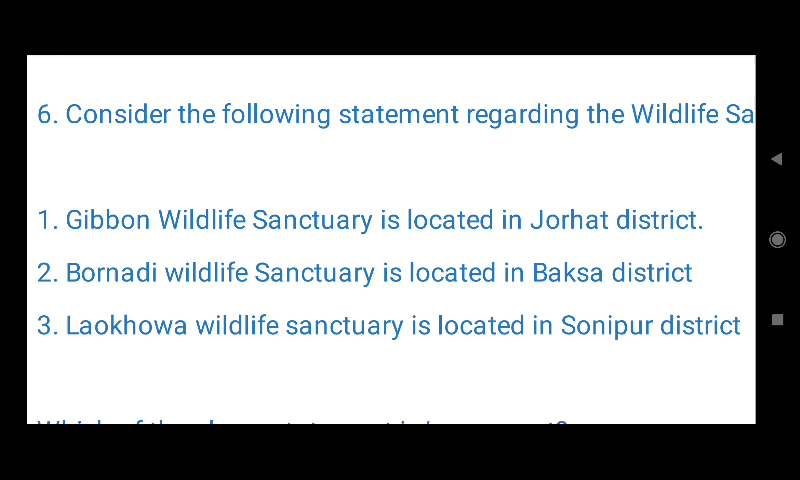 6. Consider the following statement regarding the Wildlife Sa
1. Gibbon Wildlife Sanctuary is located in Jorhat district.
2. Bornadi wildlife Sanctuary is located in Baksa district
3. Laokhowa wildlife sanctuary is located in Sonipur district